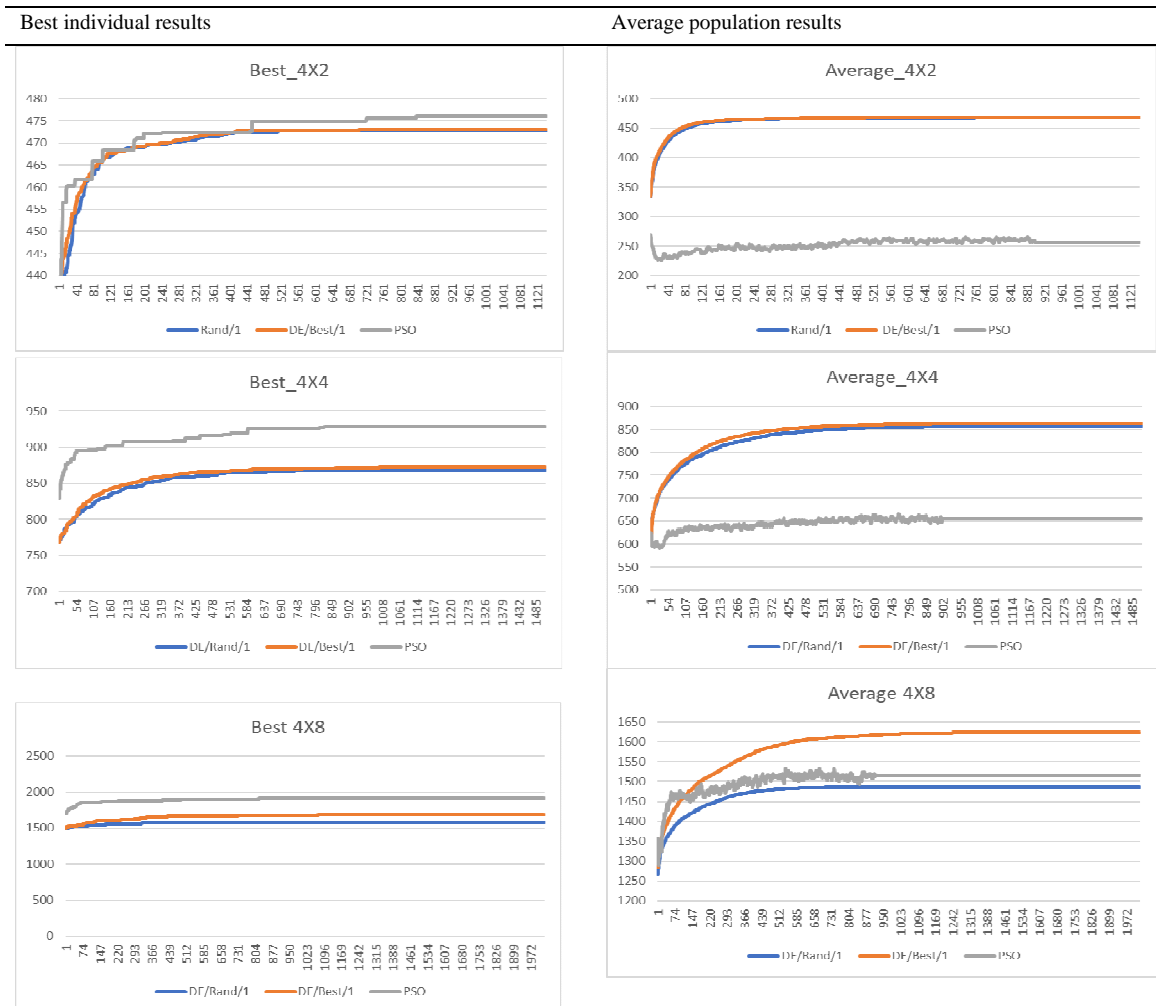 Best individual results
Average population results
Best_4X2
480
475
470
465
460
455
450
445
440
1 41 81 121 161 201 241 281 321 361 401 441 481 521 561 601 641 681 721 761 801 841 881 921 961 1001 1041 1081 1121
Rand/1 DE/Best/1 PSO
Average_4X2
500
450
400
350
300
250
200
1 41 81 121 161 201 241 281 321 361 401 441 481 521 561 601 641 681 721 761 801 841 881 921 961 1001 1041 1081 1121
Rand/1 DE/Best/1 PSO
Best_4X4
950
900
850
800
750
700
1 54 107 160 213 266 319 372 425 478 531 584 637 690 743 796 849 902 955 1008 1061 1114 1167 1220 1273 1326 1379 1432 1485
DE/Rand/1 DE/Best/1 PSO
Average_4X4
900
850
800
750
700
650
600
550
500
1 54 107 160 213 266 319 372 425 478 531 584 637 690 743 796 849 902 955 1008 1061 1114 1167 1220 1273 1326 1379 1432 1485
DE/Rand/1 DE/Best/1 PSO
Best 4X8
2500
2000
1500
1000
500
0
1 74 147 220 293 366 439 512 585 658 731 804 877 950 1023 1096 1169 1242 1315 1388 1461 1534 1607 1680 1753 1826 1899 1972
DE/Rand/1 DE/Best/1 PSO
Average 4X8
1650
1600
1550
1500
1450
1400
1350
1300
1250
1200
1 74 147 220 293 366 439 512 585 658 731 804 877 950 1023 1096 1169 1242 1315 1388 1461 1534 1607 1680 1753 1826 1899 1972
DE/Rand/1 DE/Best/1 PSO